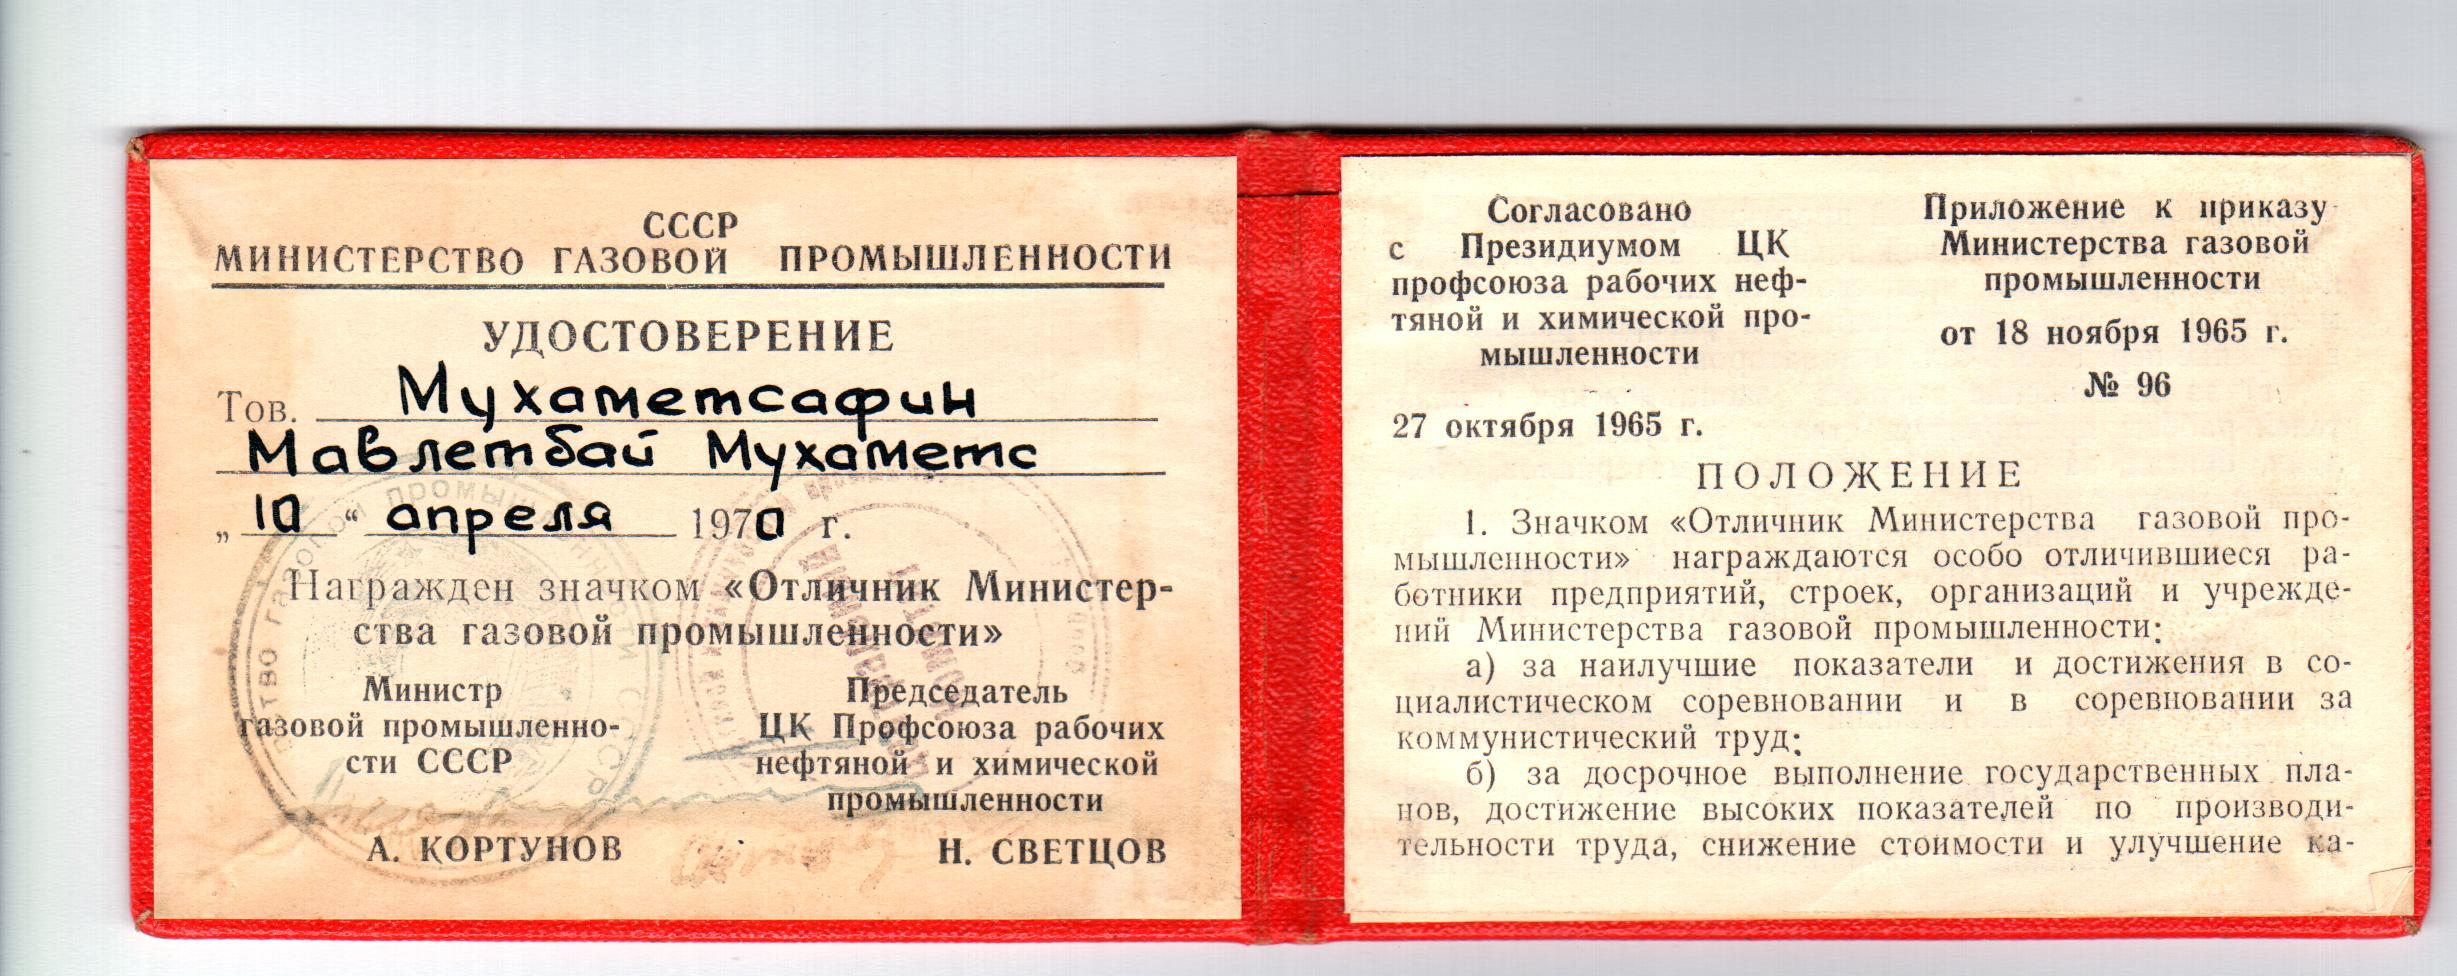 СССР
МИНИСТЕРСТВО ГАЗОВОЙ ПРОМЫШЛЕННОСТИ
УДОСТОВЕРЕНИЕ
Тов. Мухаметсафин
Мавлетбай Мухаметс
„ 10 “ апреля 1970 г.
Награжден значком «Отличник Министер-
ства газовой промышленности»
Министр
газовой промышленно-
сти СССР
А. КОРТУНОВ
Председатель
ЦК Профсоюза рабочих
нефтяной и химической
промышленности
Н. СВЕТЦОВ
Согласовано
с Президиумом ЦК
профсоюза рабочих неф-
тяной и химической про-
мышленности
27 октября 1965 г.
Приложение к приказу
Министерства газовой
промышленности
от 18 ноября 1965 г.
№ 96
ПОЛОЖЕНИЕ
1. Значком «Отличник Министерства газовой про-
мышленности» награждаются особо отличившиеся ра-
ботники предприятий, строек, организаций и учрежде-
ний Министерства газовой промышленности:
а) за наилучшие показатели и достижения в со-
циалистическом соревновании и в соревновании за
коммунистический труд;
б) за досрочное выполнение государственных пла-
нов, достижение высоких показателей по производи-
тельности труда, снижение стоимости и улучшение ка-